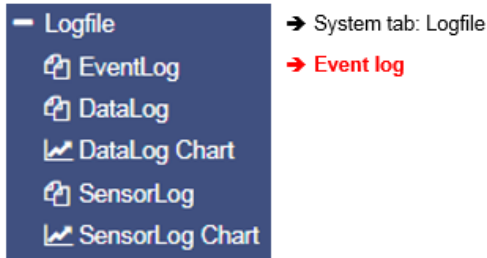 Logfile → System tab: Logfile
EventLog → Event log
DataLog
DataLog Chart
SensorLog
SensorLog Chart